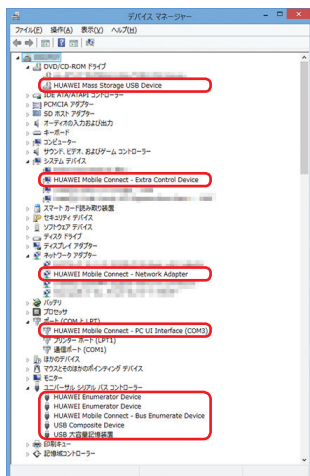 デバイス マネージャー
ファイル(F) 操作(A) 表示(V) ヘルプ(H)
DVD/CD-ROM ドライブ
HUAWEI Mass Storage USB Device
IDE ATA/ATAPI コントローラー
PCMCIA アダプター
SD ホスト アダプター
オーディオの入力および出力
キーボード
コンピューター
サウンド、ビデオ、およびゲーム コントローラー
システム デバイス
HUAWEI Mobile Connect - Extra Control Device
スマート カード読み取り装置
セキュリティ デバイス
ソフトウェア デバイス
ディスク ドライブ
ディスプレイ アダプター
ネットワーク アダプター
HUAWEI Mobile Connect - Network Adapter
バッテリ
プロセッサ
ポート (COM と LPT)
HUAWEI Mobile Connect - PC UI Interface (COM3)
プリンター ポート (LPT1)
通信ポート (COM1)
ほかのデバイス
マウスとそのほかのポインティング デバイス
モニター
ユニバーサル シリアル バス コントローラー
HUAWEI Enumerator Device
HUAWEI Enumerator Device
HUAWEI Mobile Connect - Bus Enumerate Device
USB Composite Device
USB 大容量記憶装置
印刷キュー
記憶域コントローラー